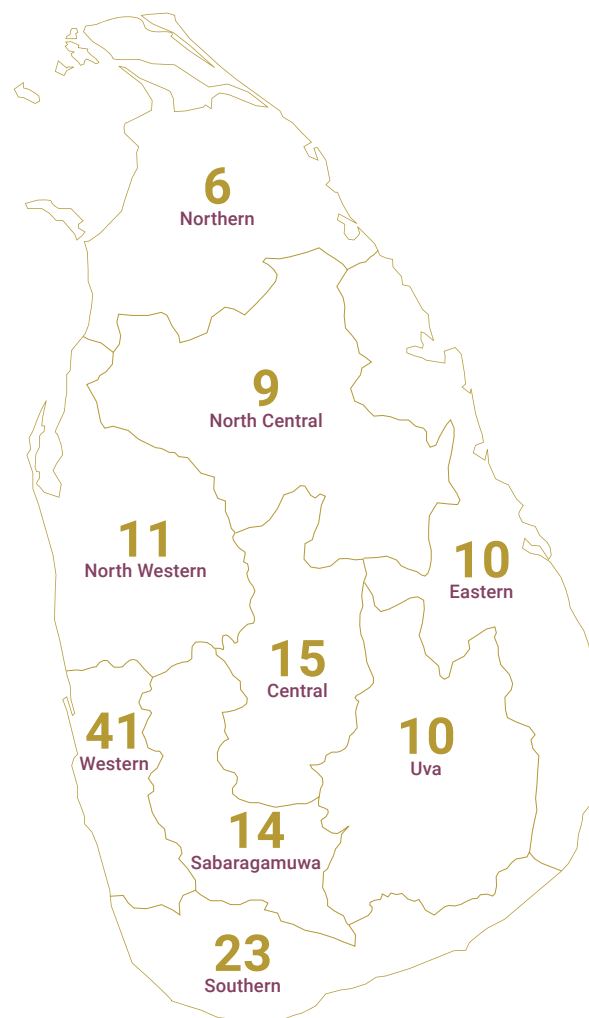 6
Northern
9
North Central
11
North Western
10
Eastern
15
Central
41
Western
10
Uva
14
Sabaragamuwa
23
Southern